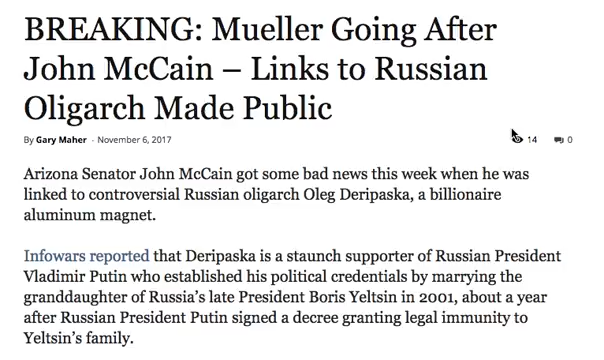 BREAKING: Mueller Going After
John McCain – Links to Russian
Oligarch Made Public
By Gary Maher - November 6, 2017 14 0
Arizona Senator John McCain got some bad news this week when he was
linked to controversial Russian oligarch Oleg Deripaska, a billionaire
aluminum magnet.
Infowars reported that Deripaska is a staunch supporter of Russian President
Vladimir Putin who established his political credentials by marrying the
granddaughter of Russia’s late President Boris Yeltsin in 2001, about a year
after Russian President Putin signed a decree granting legal immunity to
Yeltsin’s family.